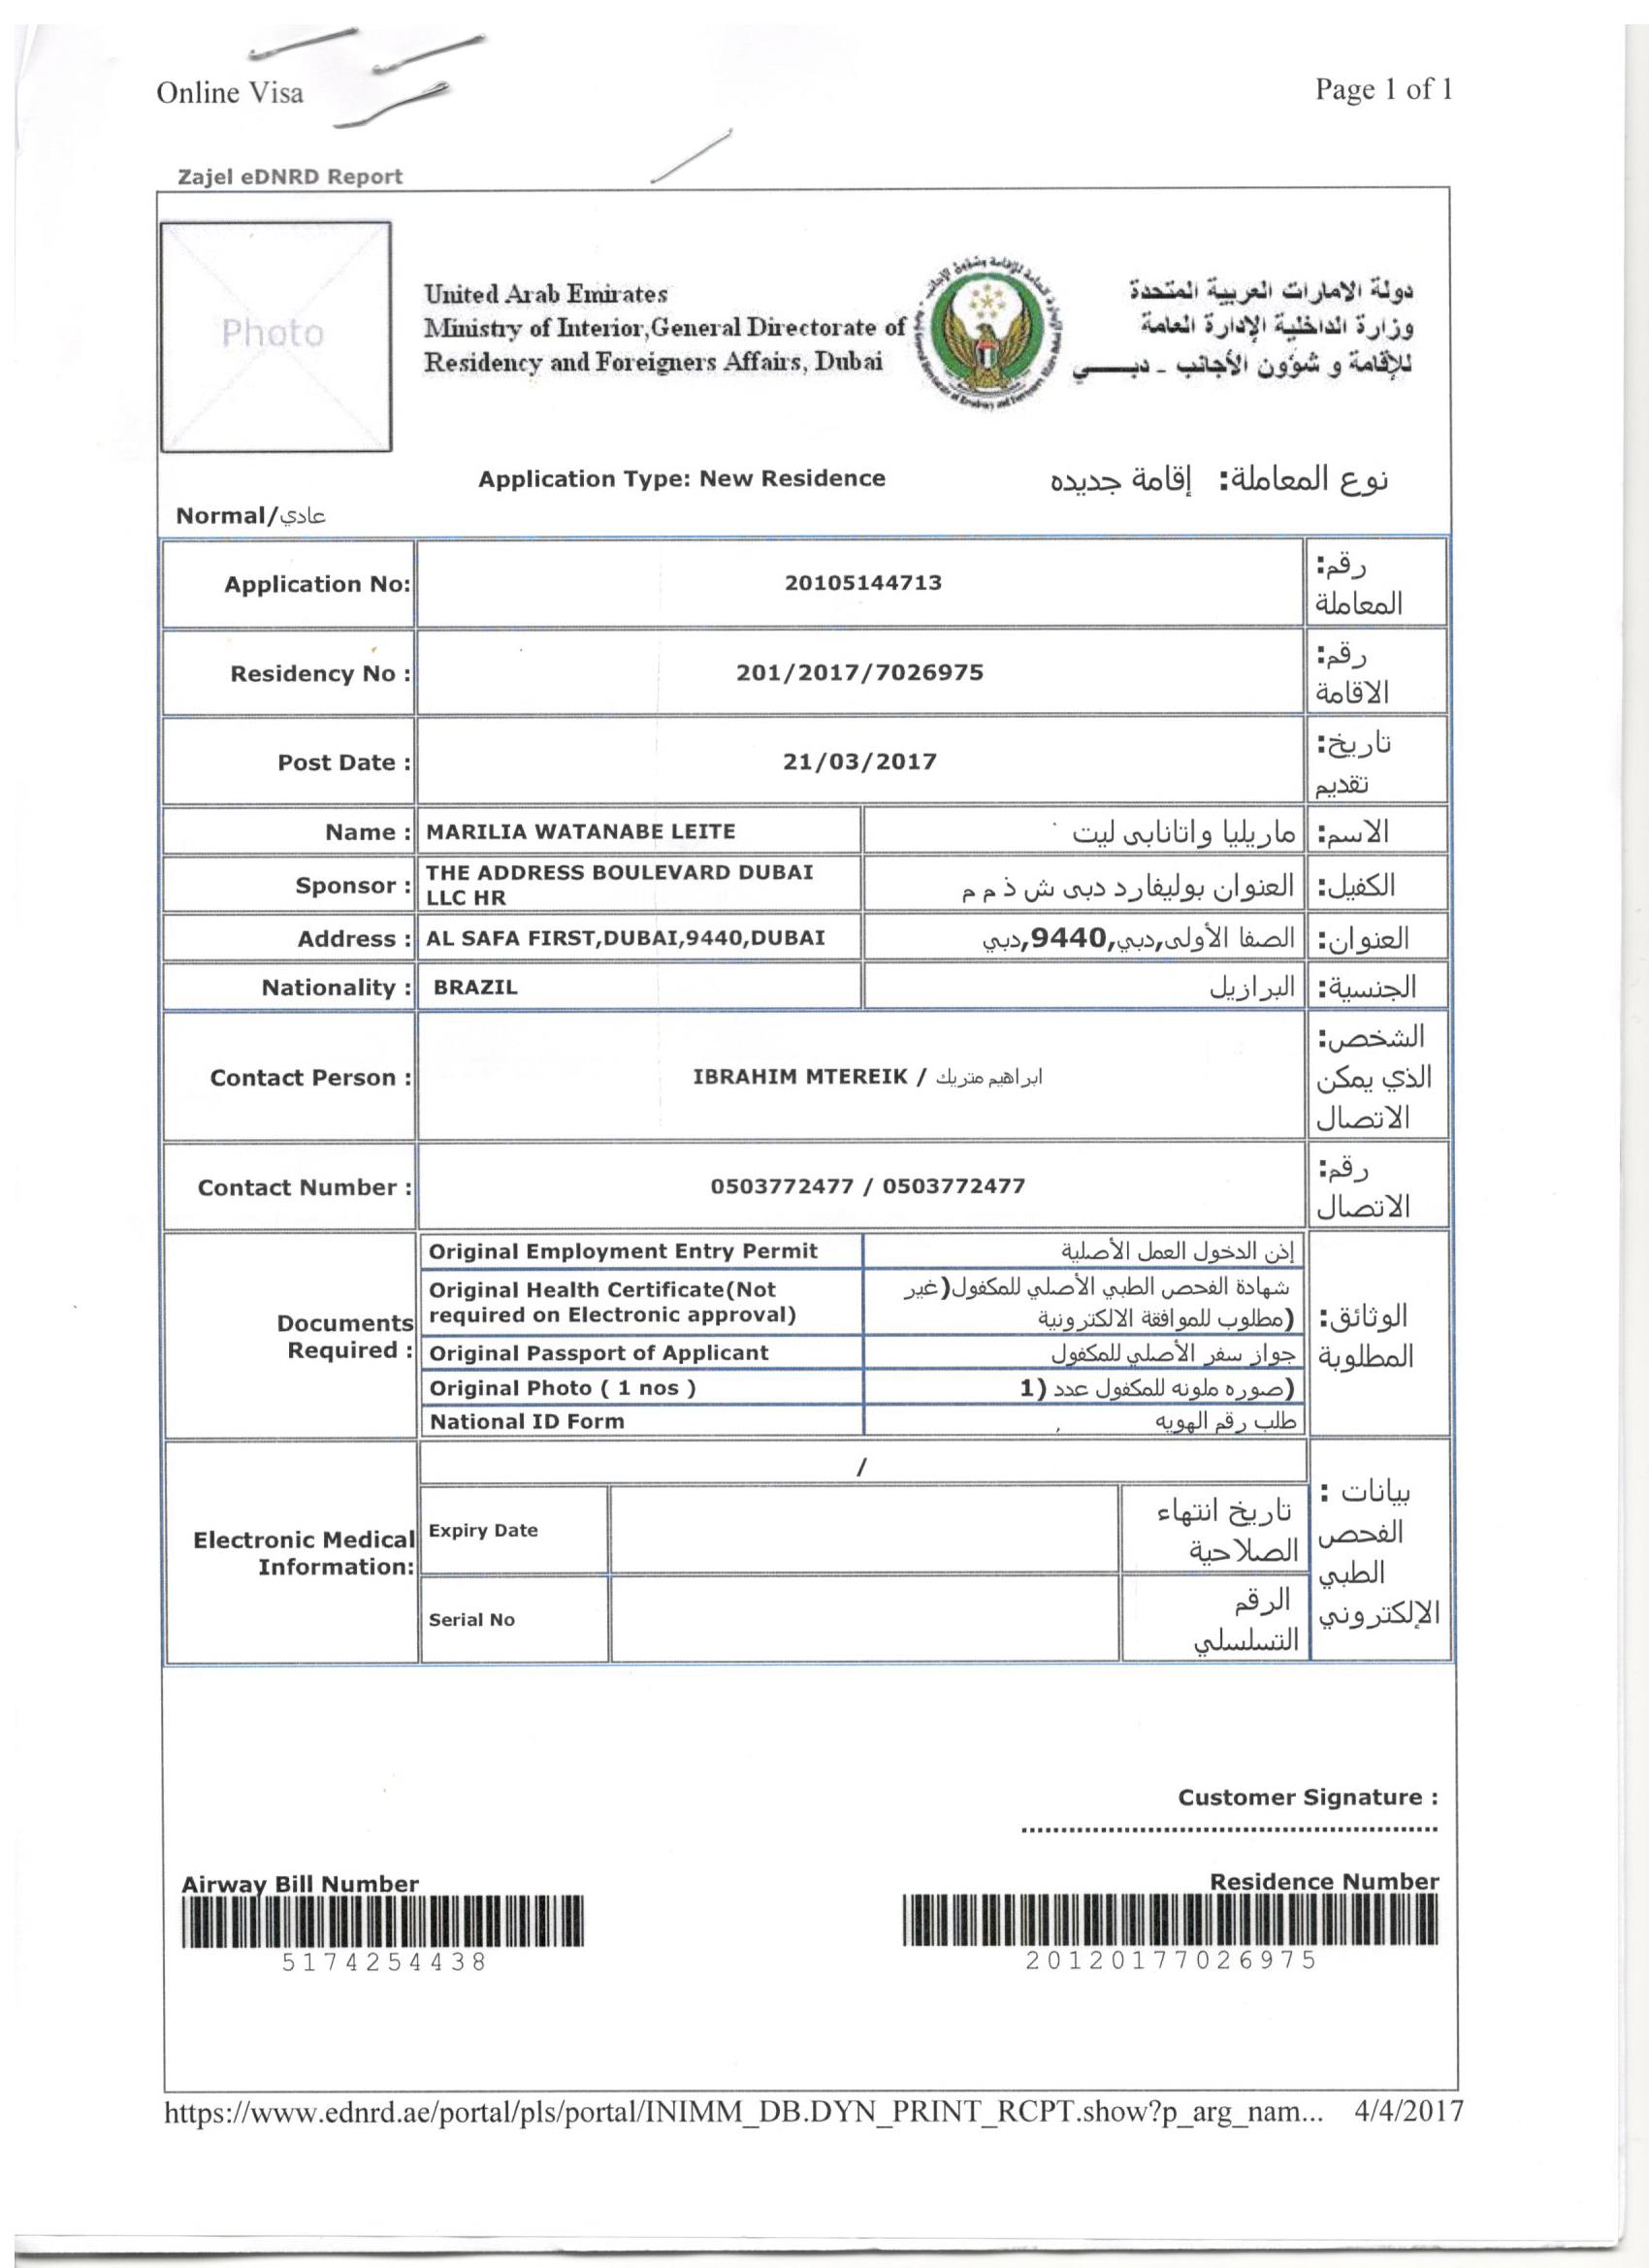 Online Visa
Page 1 of 1
Zajel eDNRD Report
Photo
United Arab Emirates
Ministry of Interior,General Directorate of
Residency and Foreigners Affairs, Dubai
دولة الامارات العربية المتحدة
وزارة الداخلية الإدارة العامة
للإقامة و شؤون الأجانب - دبـــــي
Application Type: New Residence
نوع المعاملة: إقامة جديده
Normal/عادي
Application No:
20105144713
رقم:
المعاملة
Residency No :
201/2017/7026975
رقم:
الاقامة
Post Date :
21/03/2017
تاريخ:
تقديم
Name :
MARILIA WATANABE LEITE
ماريليا واتانابى ليت
الاسم:
Sponsor :
THE ADDRESS BOULEVARD DUBAI
LLC HR
العنوان بوليفارد دبى ش ذ م م
الكفيل:
Address :
AL SAFA FIRST,DUBAI,9440,DUBAI
الصفا الأولى,دبي,9440,دبي
العنوان:
Nationality :
BRAZIL
البرازيل
الجنسية:
Contact Person :
IBRAHIM MTEREIK / ابراهيم متريك
الشخص:
الذي يمكن
الاتصال
Contact Number :
0503772477 / 0503772477
رقم:
الاتصال
Documents
Required :
Original Employment Entry Permit
إذن الدخول العمل الأصلية
Original Health Certificate(Not
required on Electronic approval)
شهادة الفحص الطبي الأصلي للمكفول(غير
مطلوب للموافقة الالكترونية)
Original Passport of Applicant
جواز سفر الأصلي للمكفول
Original Photo ( 1 nos )
صوره ملونه للمكفول عدد (1)
National ID Form
طلب رقم الهويه
الوثائق:
المطلوبة
Electronic Medical
Information:
/
Expiry Date
تاريخ انتهاء
الصلاحية
Serial No
الرقم
التسلسلي
بيانات :
الفحص
الطبي
الإلكتروني
Customer Signature :
Airway Bill Number
5174254438
Residence Number
20120177026975
https://www.ednrd.ae/portal/pls/portal/INIMM_DB.DYN_PRINT_RCPT.show?p_arg_nam...
4/4/2017